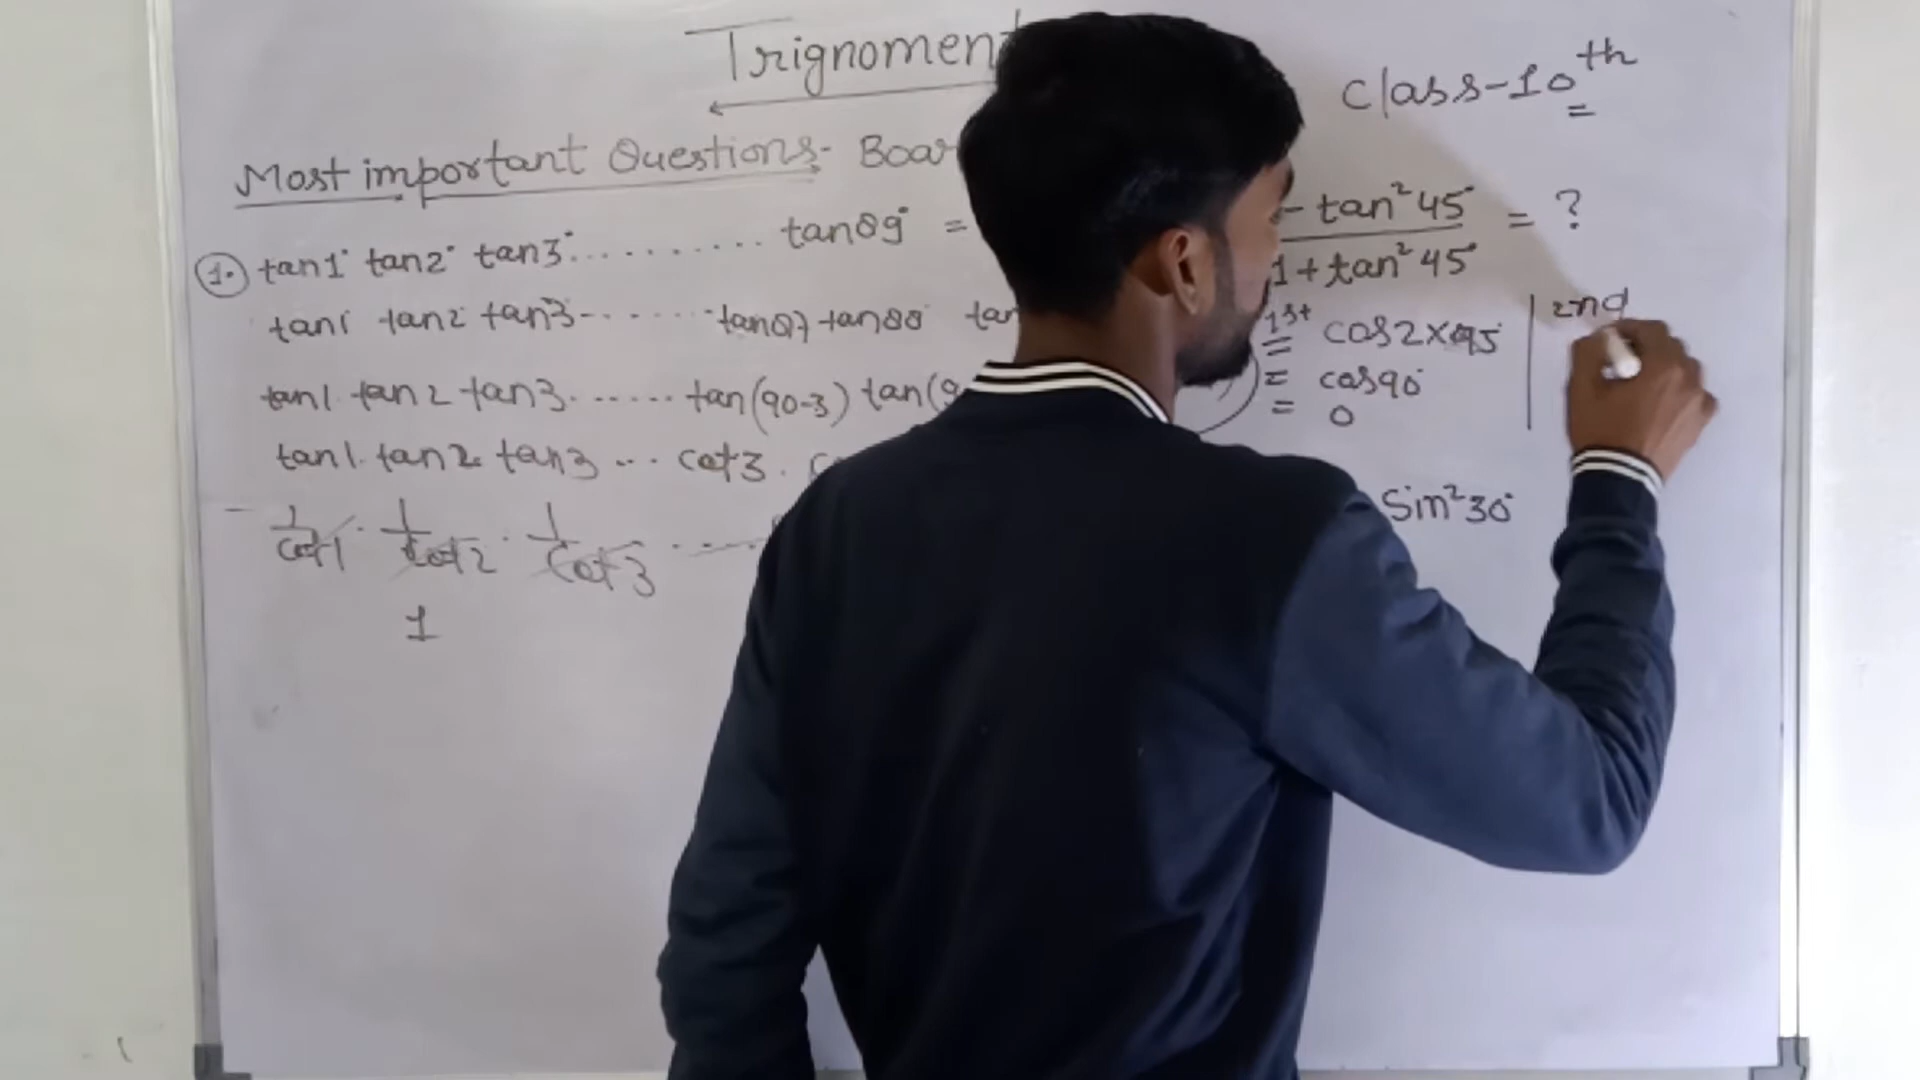 Trignoment
Class-10th
Most important Questions- Boar
1. tan1° tan2° tan3°.......... tan89° =
tan1 tan2 tan3-...... tan87 tan88 tan
tan1. tan2 tan3....... tan(90-3) tan(9
tan1. tan2. tan3 ... cot3.
1/cot1 . 1/cot2 . 1/cot3 .....
1
- tan²45° / 1+tan²45° = ?
1st cos2×45
= cos90°
= 0
2nd
Sin²30°